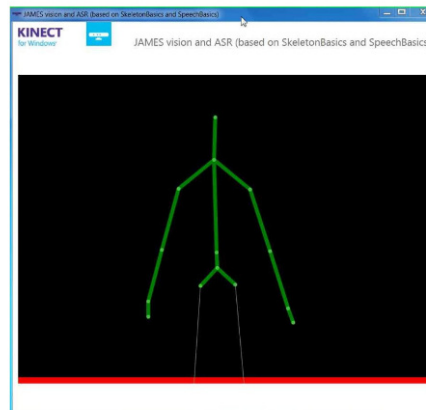 JAMES vision and ASR (based on SkeletonBasics and SpeechBasics)
KINECT
for Windows
JAMES vision and ASR (based on SkeletonBasics and SpeechBasics